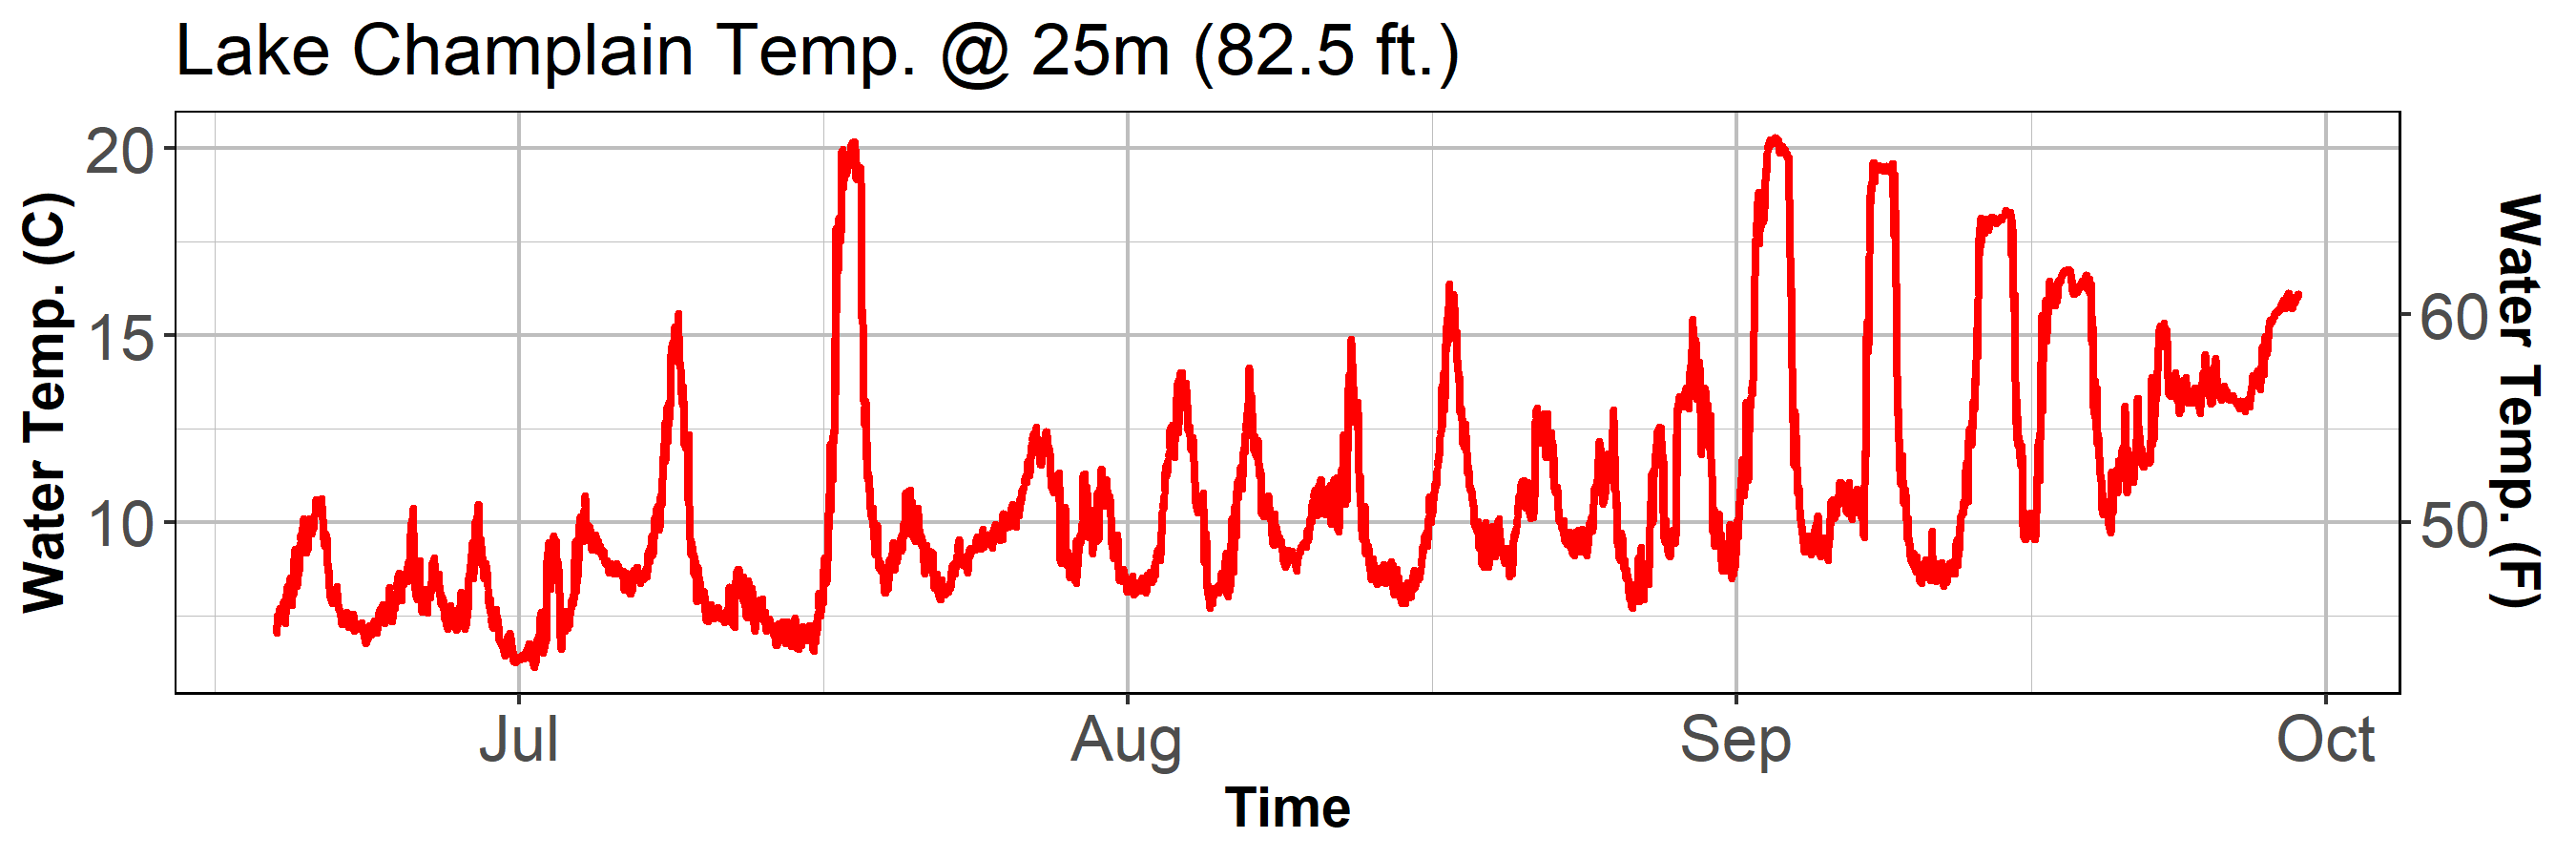 Lake Champlain Temp. @ 25m (82.5 ft.)
Water Temp. (C)
20
15
10
60
50
Water Temp. (F)
Jul Aug Sep Oct
Time